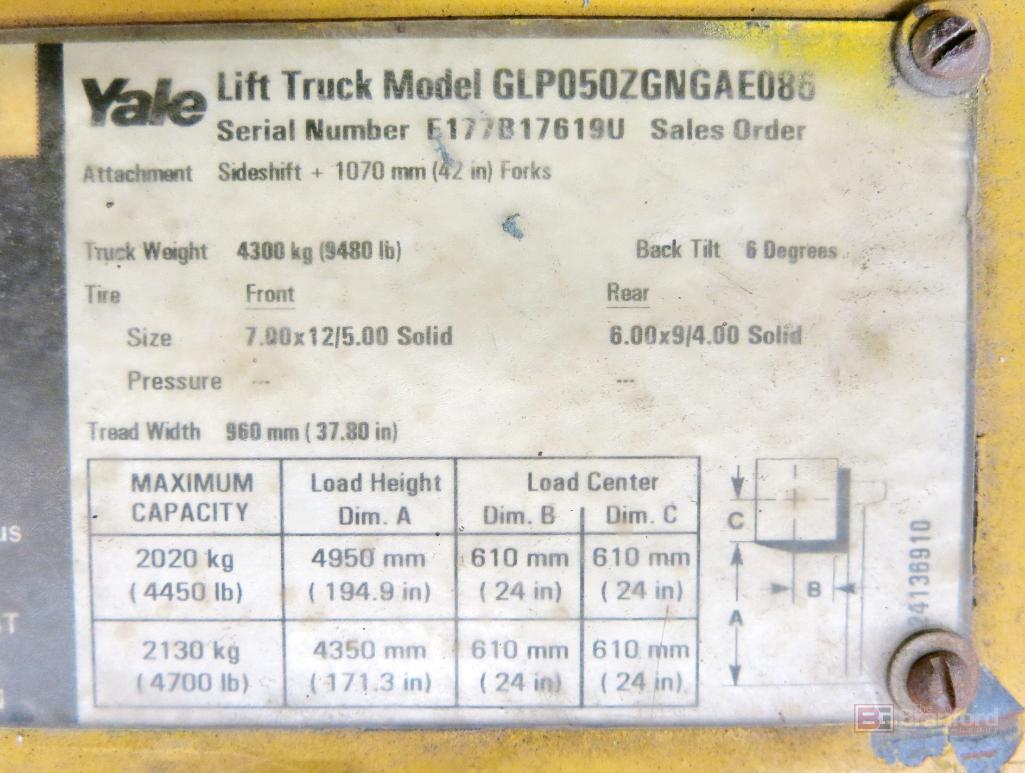 Yale
Lift Truck Model GLP050ZGNGAE086
Serial Number E177B17619U Sales Order
Attachment Sideshift + 1070 mm (42 in) Forks
Truck Weight 4300 kg (9480 lb) Back Tilt 6 Degrees
Tire Front Rear
Size 7.00x12/5.00 Solid 6.00x9/4.00 Solid
Pressure --- ---
Tread Width 960 mm ( 37.80 in)
MAXIMUM Load Height Load Center
CAPACITY Dim. A Dim. B Dim. C
2020 kg 4950 mm 610 mm 610 mm
( 4450 lb) ( 194.9 in) ( 24 in) ( 24 in)
2130 kg 4350 mm 610 mm 610 mm
( 4700 lb) ( 171.3 in) ( 24 in) ( 24 in)
C
B
A
24136910
us
ST
Branford